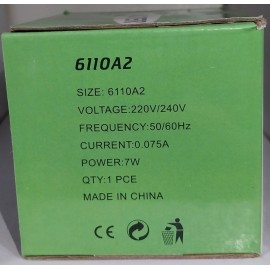 6110A2
SIZE: 6110A2
VOLTAGE:220V/240V
FREQUENCY:50/60Hz
CURRENT:0.075A
POWER:7W
QTY:1 PCE
MADE IN CHINA
CE